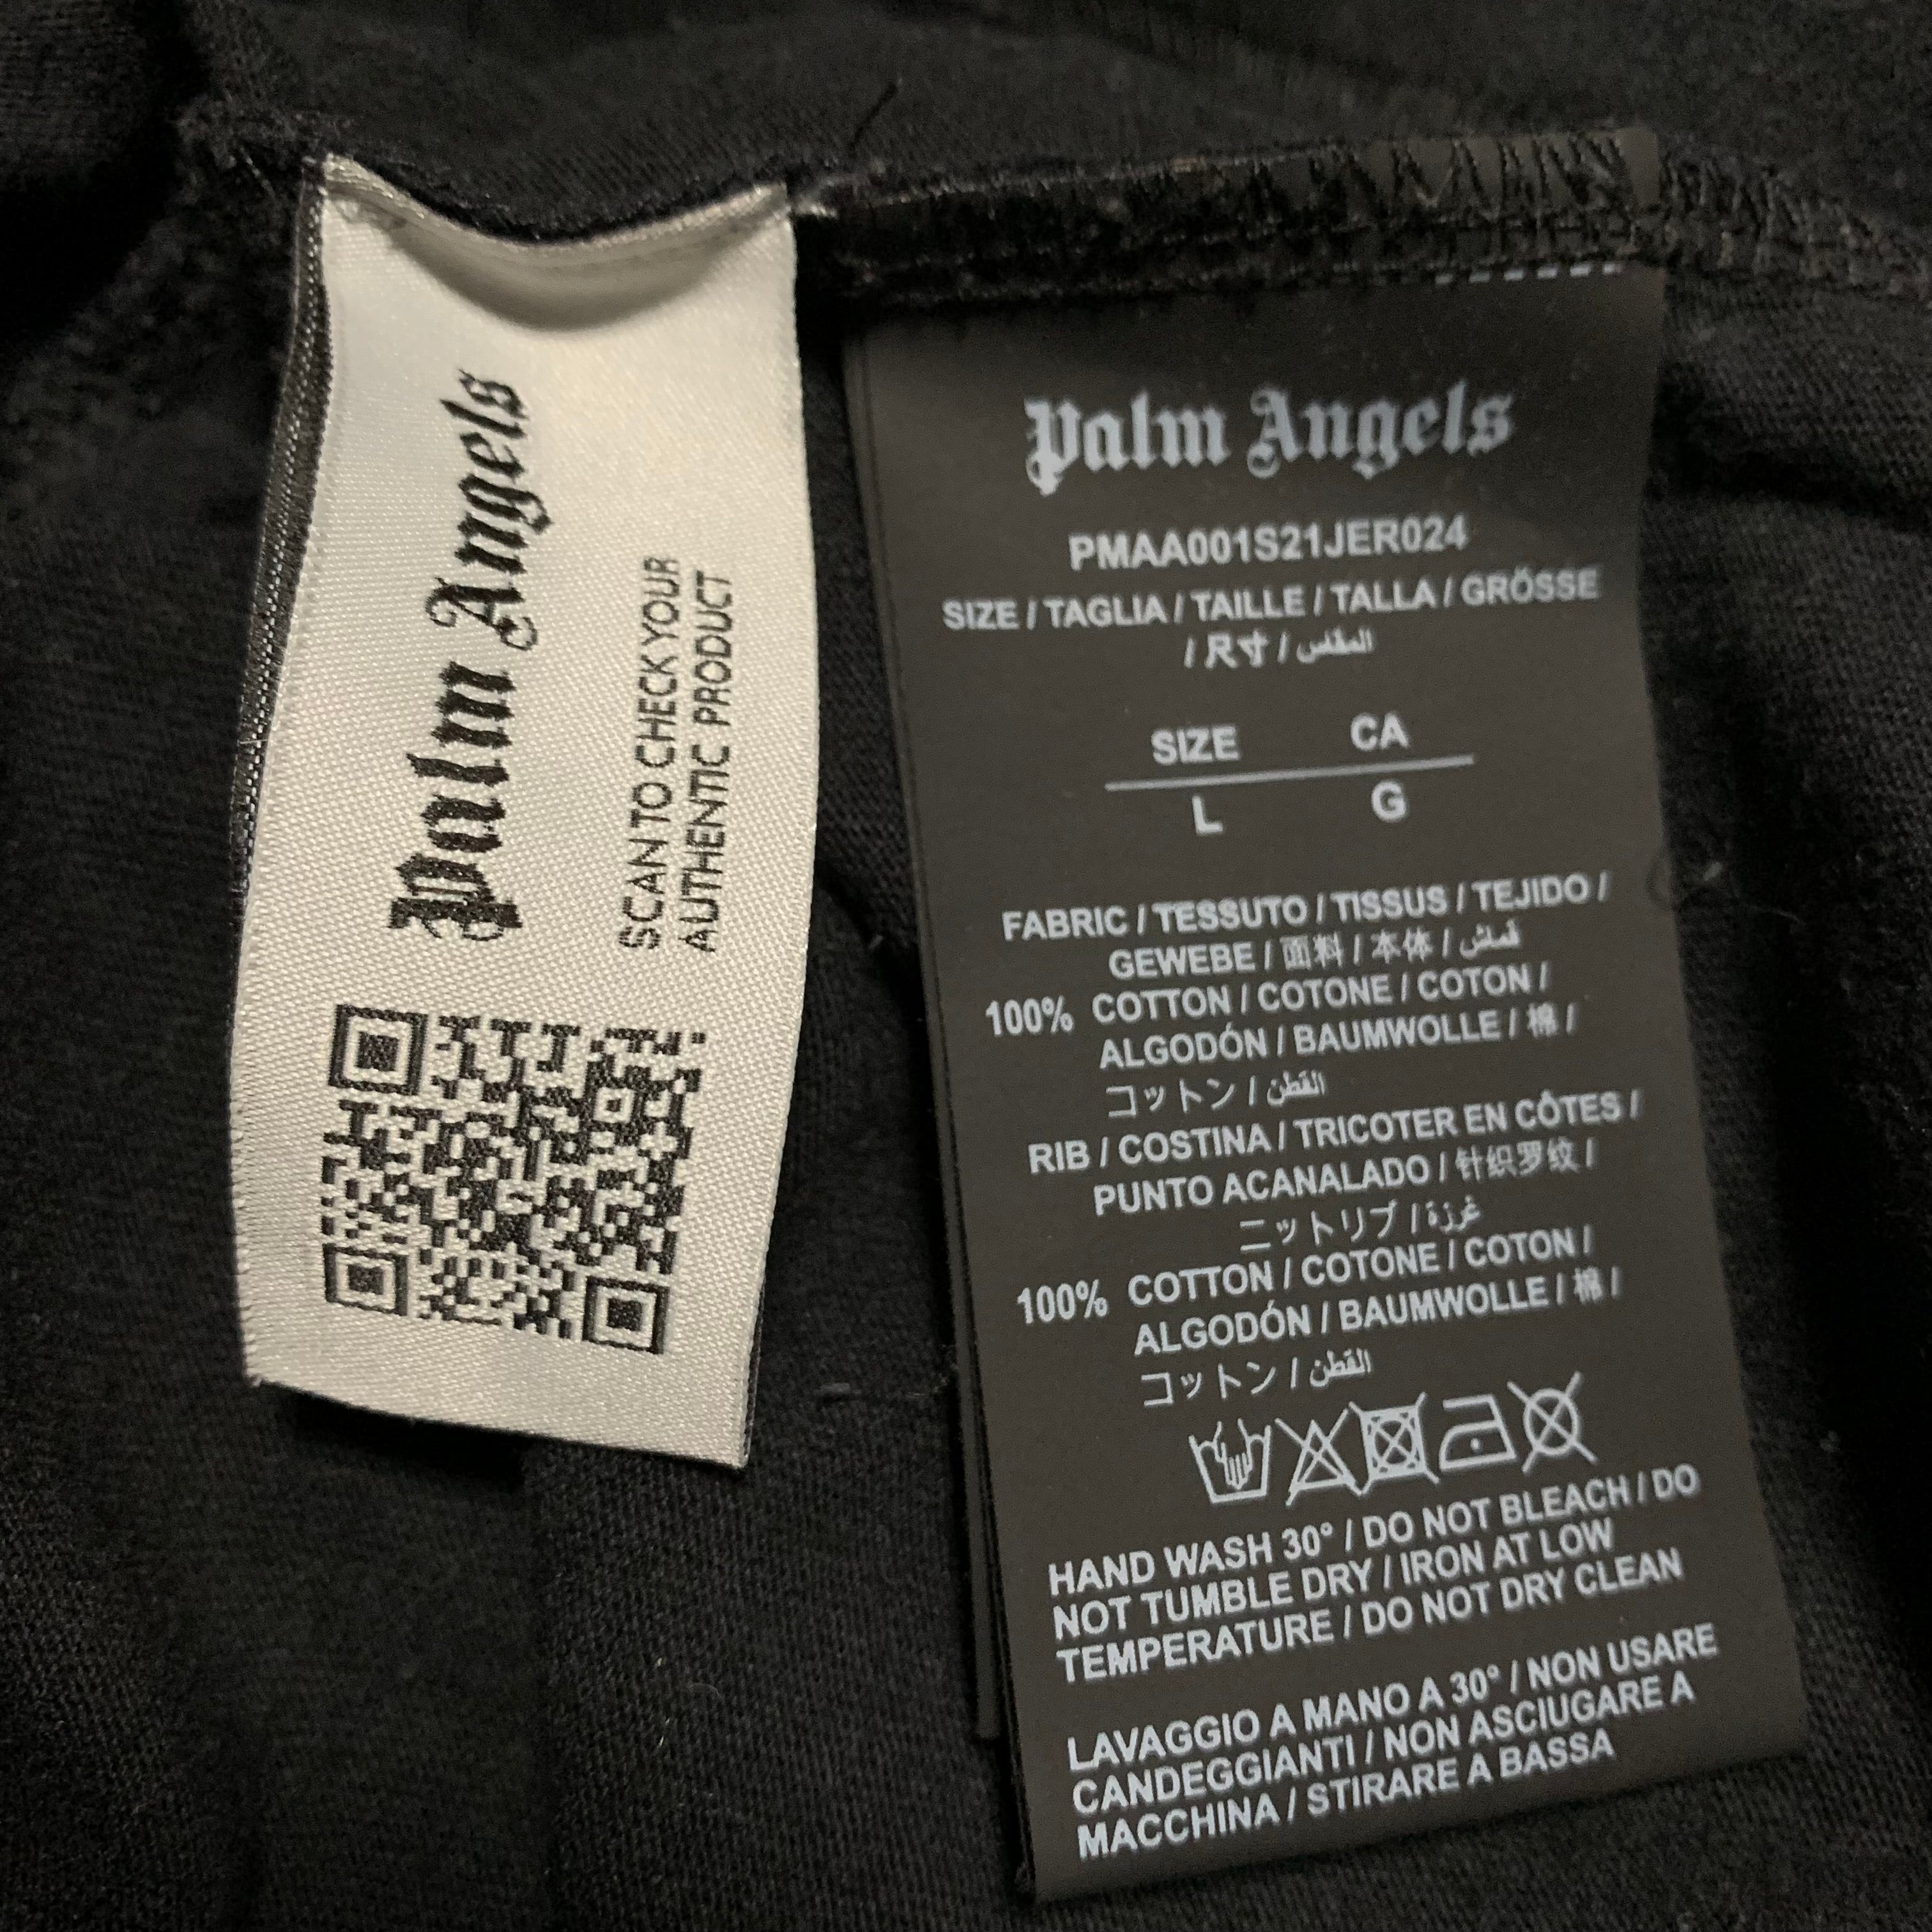 Palm Angels
SCAN TO CHECK YOUR
AUTHENTIC PRODUCT
Palm Angels
PMAA001S21JER024
SIZE / TAGLIA / TAILLE / TALLA / GRÖSSE
/ 尺寸 / المقاس
SIZE CA
L G
FABRIC / TESSUTO / TISSUS / TEJIDO /
GEWEBE / 面料 / 本体 / قماش
100% COTTON / COTONE / COTON /
ALGODÓN / BAUMWOLLE / 棉 /
コットン / القطن
RIB / COSTINA / TRICOTER EN CÔTES /
PUNTO ACANALADO / 针织罗纹 /
ニットリブ / غرزة
100% COTTON / COTONE / COTON /
ALGODÓN / BAUMWOLLE / 棉 /
コットン / القطن
HAND WASH 30° / DO NOT BLEACH / DO
NOT TUMBLE DRY / IRON AT LOW
TEMPERATURE / DO NOT DRY CLEAN
LAVAGGIO A MANO A 30° / NON USARE
CANDEGGIANTI / NON ASCIUGARE A
MACCHINA / STIRARE A BASSA